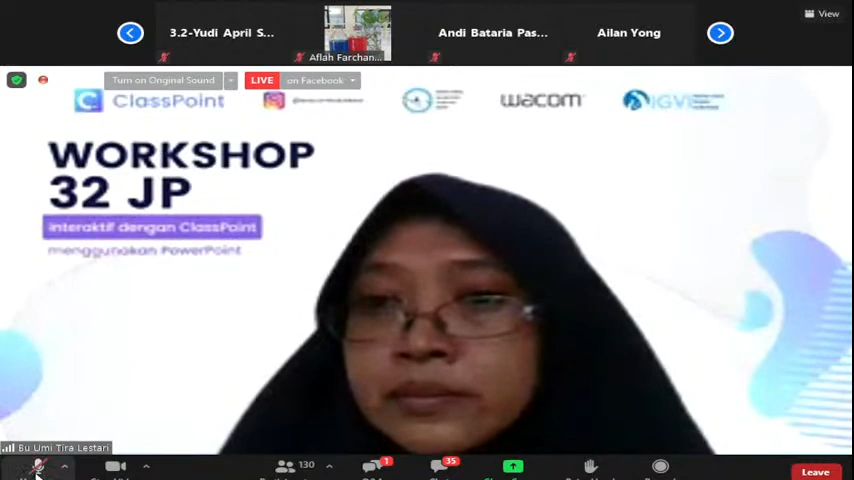 3.2-Yudi April S...
Andi Bataria Pas...
Ailan Yong
View
Aflah Farchan...
Turn on Original Sound
LIVE
on Facebook
ClassPoint
wacom
IGVI
WORKSHOP
32 JP
Interaktif dengan ClassPoint
menggunakan PowerPoint
Bu Umi Tira Lestari
130
1
35
Leave